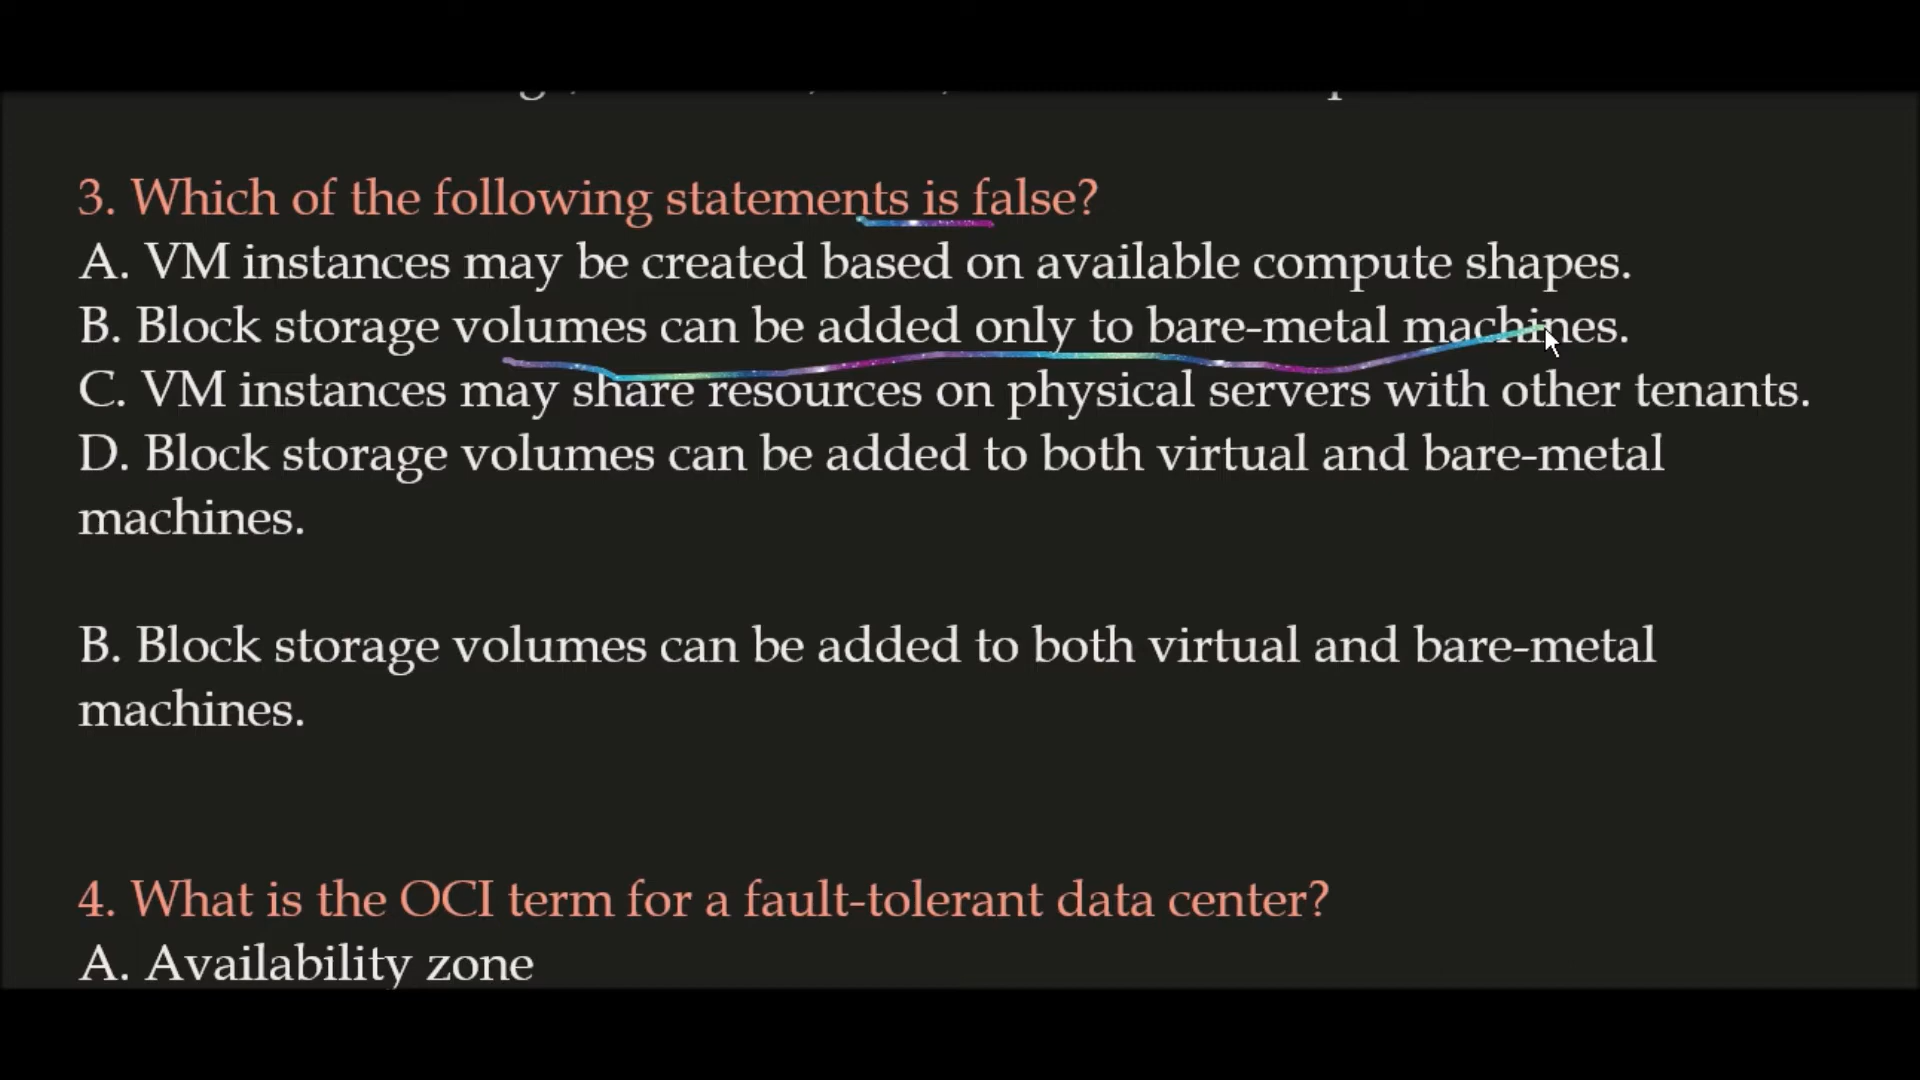 3. Which of the following statements is false?
A. VM instances may be created based on available compute shapes.
B. Block storage volumes can be added only to bare-metal machines.
C. VM instances may share resources on physical servers with other tenants.
D. Block storage volumes can be added to both virtual and bare-metal
machines.
B. Block storage volumes can be added to both virtual and bare-metal
machines.
4. What is the OCI term for a fault-tolerant data center?
A. Availability zone